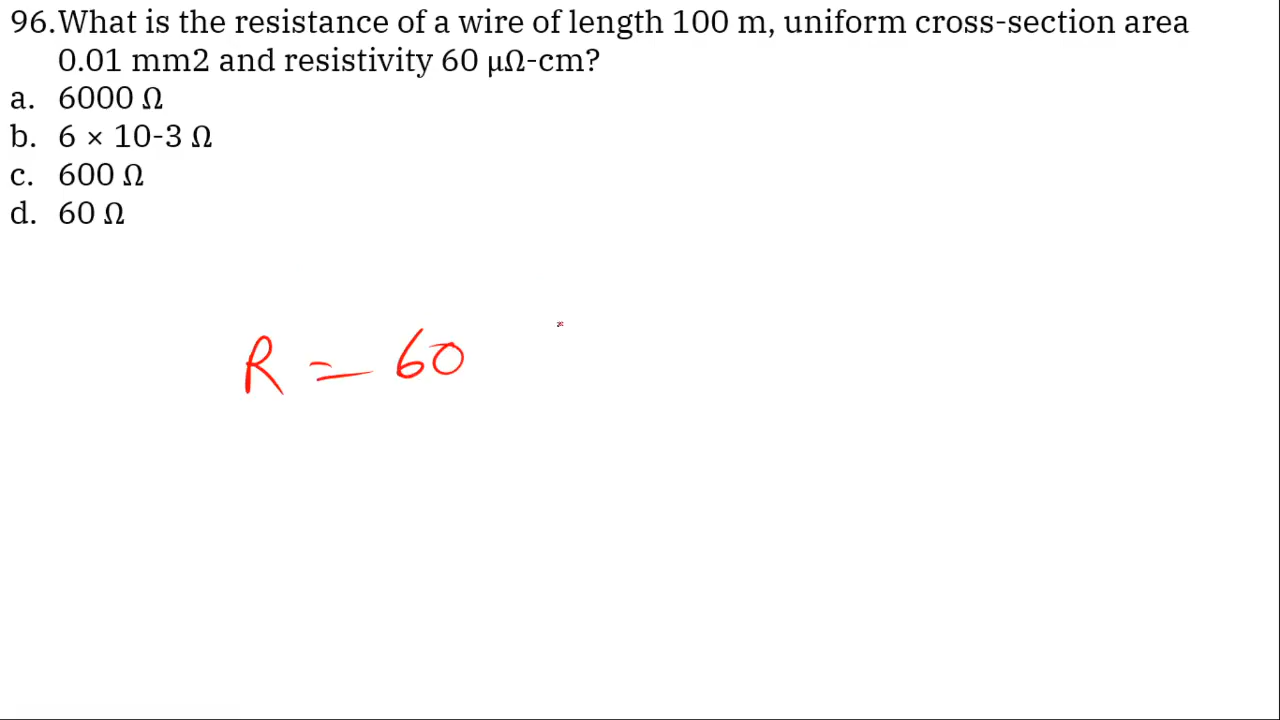 96.What is the resistance of a wire of length 100 m, uniform cross-section area
0.01 mm2 and resistivity 60 μΩ-cm?
a. 6000 Ω
b. 6 × 10-3 Ω
c. 600 Ω
d. 60 Ω
R = 60